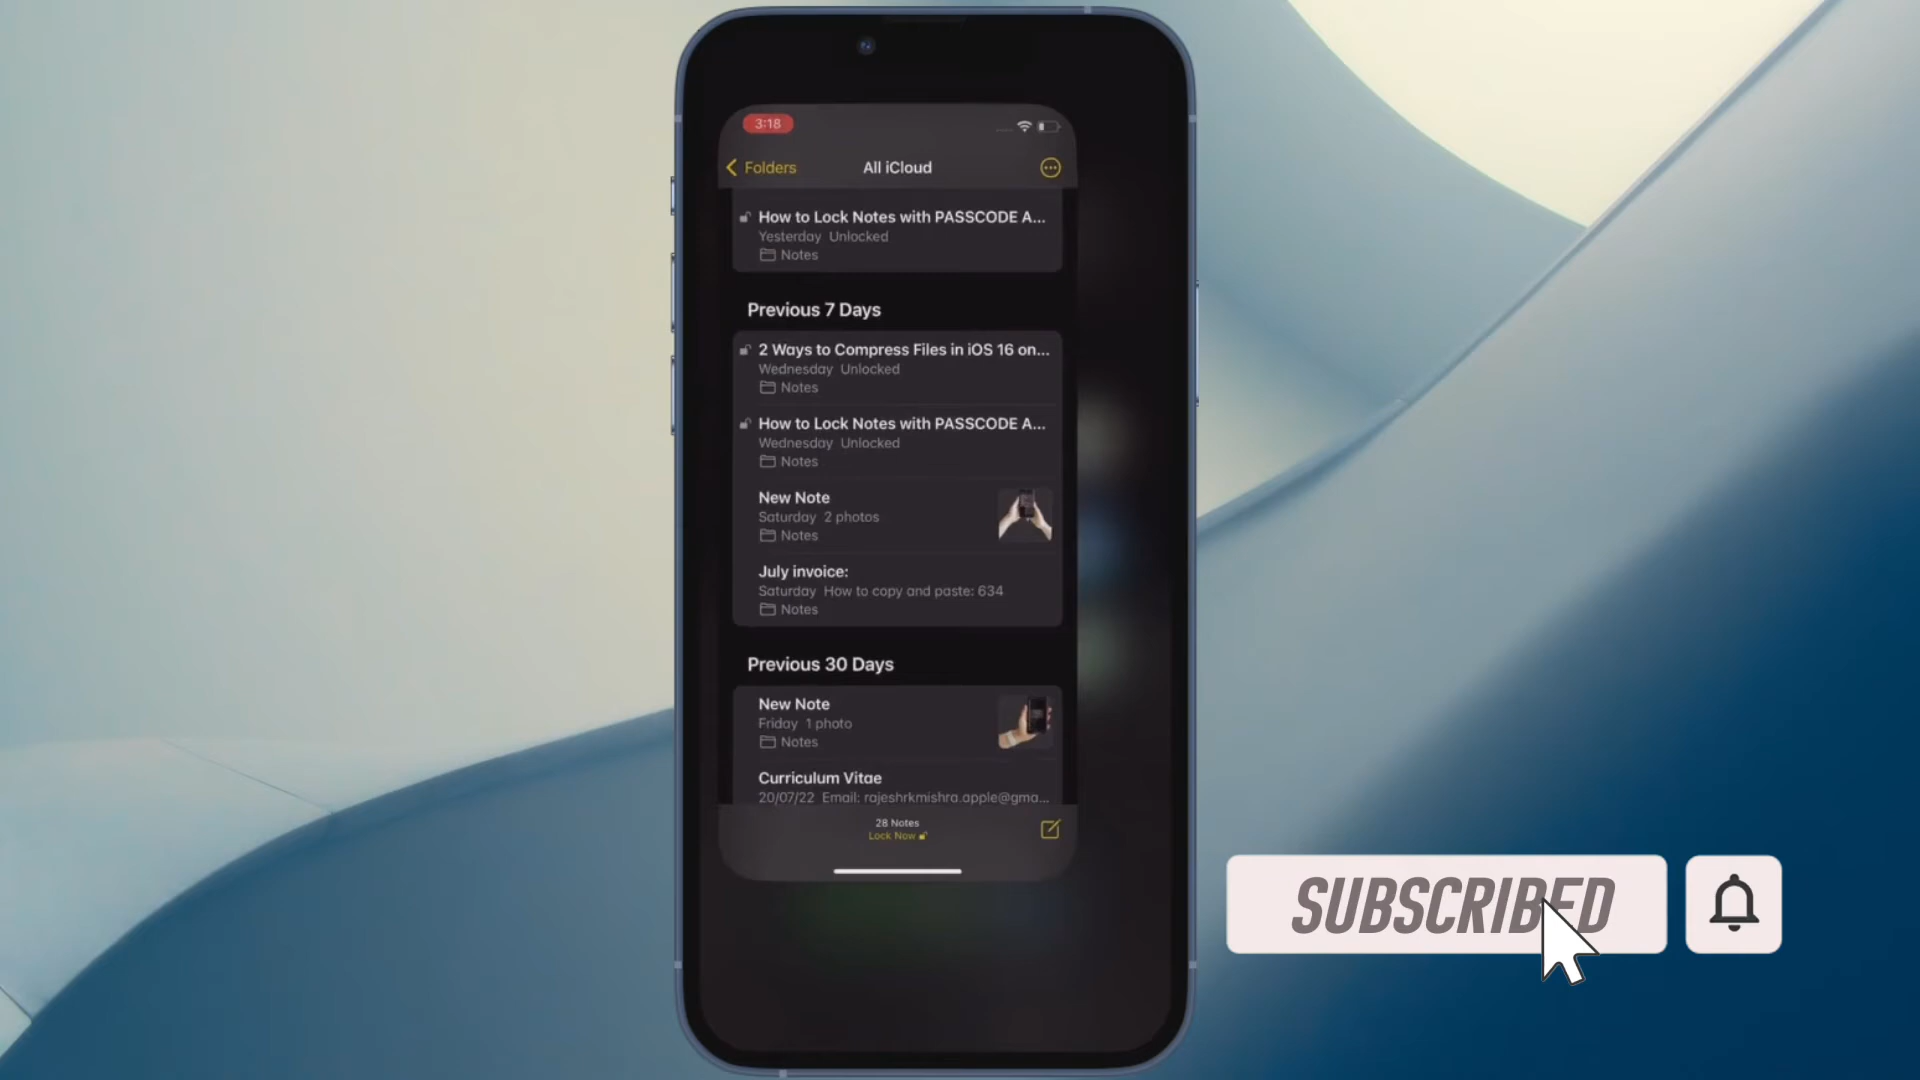 3:18
Folders
All iCloud
How to Lock Notes with PASSCODE A...
Yesterday Unlocked
Notes
Previous 7 Days
2 Ways to Compress Files in iOS 16 on...
Wednesday Unlocked
Notes
How to Lock Notes with PASSCODE A...
Wednesday Unlocked
Notes
New Note
Saturday 2 photos
Notes
July invoice:
Saturday How to copy and paste: 634
Notes
Previous 30 Days
New Note
Friday 1 photo
Notes
Curriculum Vitae
20/07/22 Email: rajeshrkmishra.apple@gma...
28 Notes
Lock Now
SUBSCRIBED